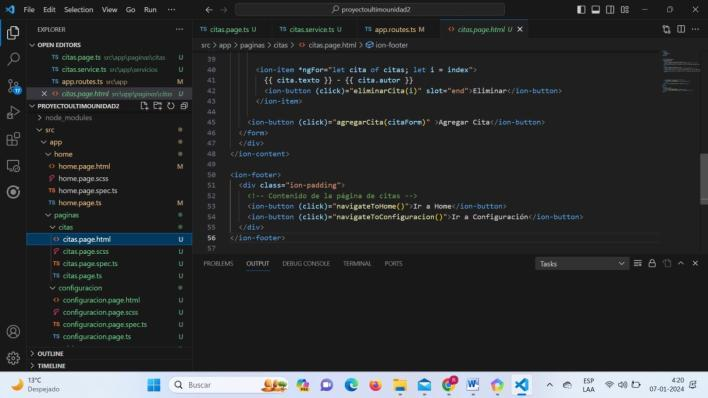 File Edit Selection View Go Run ...
proyectoultimounidad2
EXPLORER
OPEN EDITORS
TS citas.page.ts src\app\paginas\citas U
TS citas.service.ts src\app\servicios U
TS app.routes.ts src\app M
citas.page.html src\app\paginas\citas U
PROYECTOULTIMOUNIDAD2
node_modules
src
app
home
home.page.html M
home.page.scss
TS home.page.spec.ts
TS home.page.ts M
paginas
citas
citas.page.html U
citas.page.scss U
TS citas.page.spec.ts U
TS citas.page.ts U
configuracion
configuracion.page.html U
configuracion.page.scss U
TS configuracion.page.spec.ts U
TS configuracion.page.ts U
OUTLINE
TIMELINE
TS citas.page.ts U TS citas.service.ts U TS app.routes.ts M citas.page.html U
src > app > paginas > citas > citas.page.html > ion-footer
39
40 <ion-item *ngFor="let cita of citas; let i = index">
41 {{ cita.texto }} - {{ cita.autor }}
42 <ion-button (click)="eliminarCita(i)" slot="end">Eliminar</ion-button>
43 </ion-item>
44
45 <ion-button (click)="agregarCita(citaForm)" >Agregar Cita</ion-button>
46 </form>
47 </div>
48 </ion-content>
49
50 <ion-footer>
51 <div class="ion-padding">
52 <!-- Contenido de la página de citas -->
53 <ion-button (click)="navigateToHome()">Ir a Home</ion-button>
54 <ion-button (click)="navigateToConfiguracion()">Ir a Configuración</ion-button>
55 </div>
56 </ion-footer>
57
PROBLEMS OUTPUT DEBUG CONSOLE TERMINAL PORTS
Tasks
17
13°C
Despejado
Buscar
ESP
LAA
4:20
07-01-2024